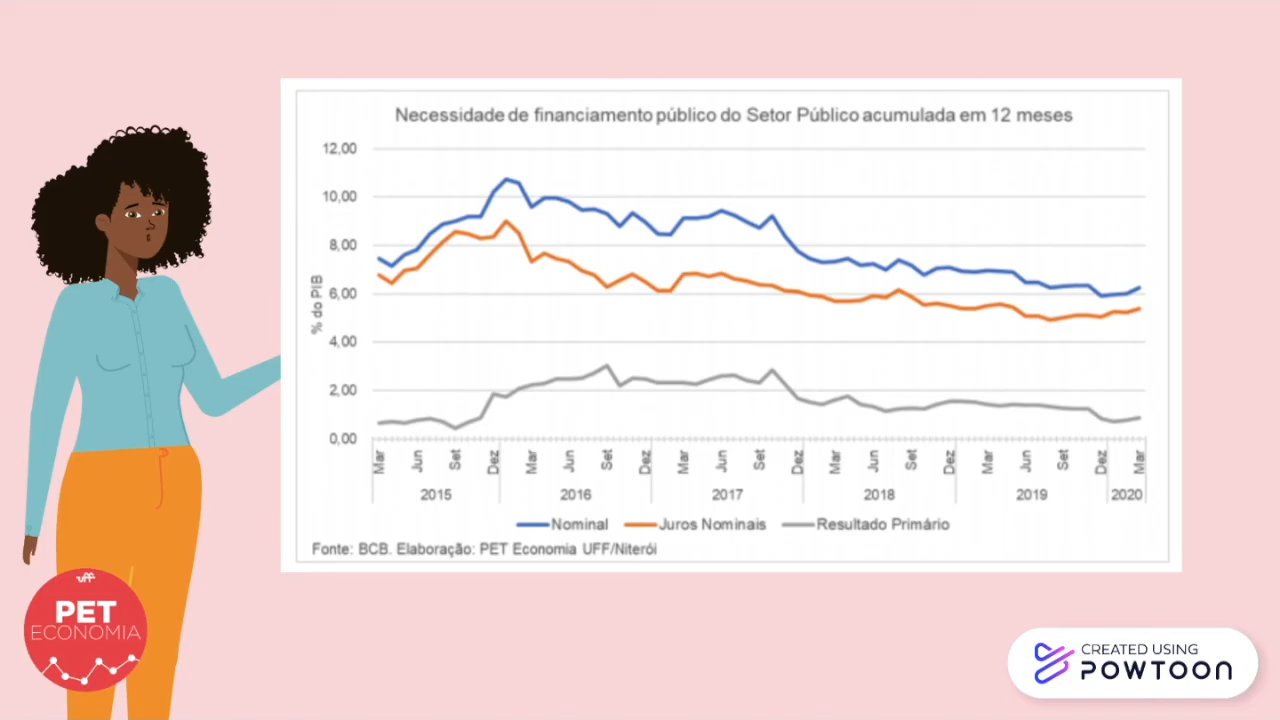 Necessidade de financiamento público do Setor Público acumulada em 12 meses
12,00
10,00
8,00
6,00
4,00
2,00
0,00
% do PIB
Mar Jun Set Dez Mar Jun Set Dez Mar Jun Set Dez Mar Jun Set Dez Mar Jun Set Dez Mar
2015 2016 2017 2018 2019 2020
Nominal Juros Nominais Resultado Primário
Fonte: BCB. Elaboração: PET Economia UFF/Niterói
uff
PET
ECONOMIA
CREATED USING
POWTOON